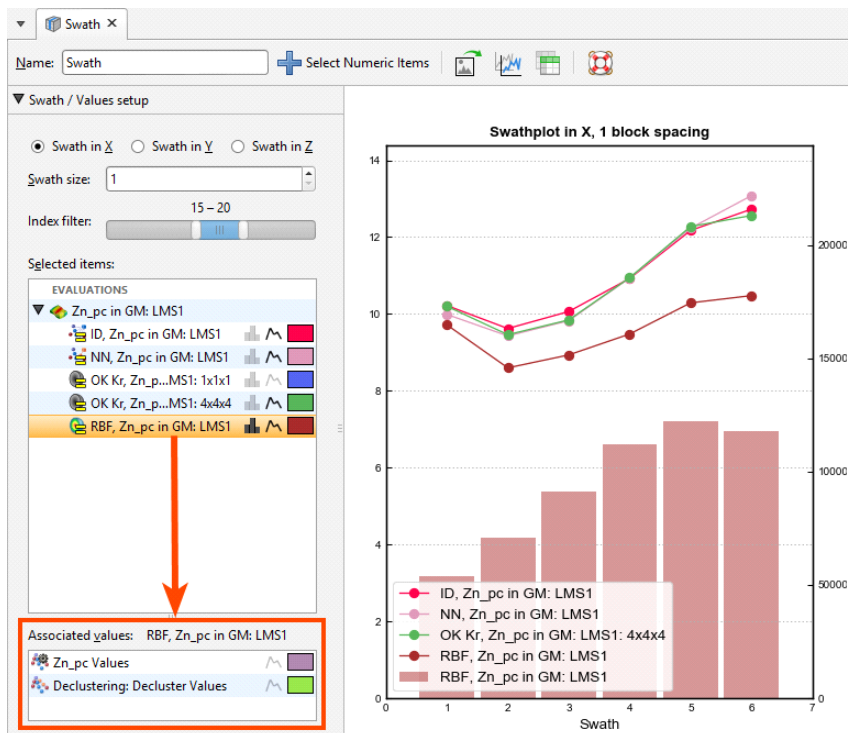 Swath
Name: Swath Select Numeric Items
Swath / Values setup
Swath in X Swath in Y Swath in Z
Swath size: 1
15 – 20
Index filter:
Selected items:
EVALUATIONS
Zn_pc in GM: LMS1
ID, Zn_pc in GM: LMS1
NN, Zn_pc in GM: LMS1
OK Kr, Zn_p...MS1: 1x1x1
OK Kr, Zn_p...MS1: 4x4x4
RBF, Zn_pc in GM: LMS1
Associated values: RBF, Zn_pc in GM: LMS1
Zn_pc Values
Declustering: Decluster Values
Swathplot in X, 1 block spacing
14
12
10
8
6
4
2
0
20000
15000
10000
50000
0
ID, Zn_pc in GM: LMS1
NN, Zn_pc in GM: LMS1
OK Kr, Zn_pc in GM: LMS1: 4x4x4
RBF, Zn_pc in GM: LMS1
RBF, Zn_pc in GM: LMS1
0 1 2 3 4 5 6 7
Swath